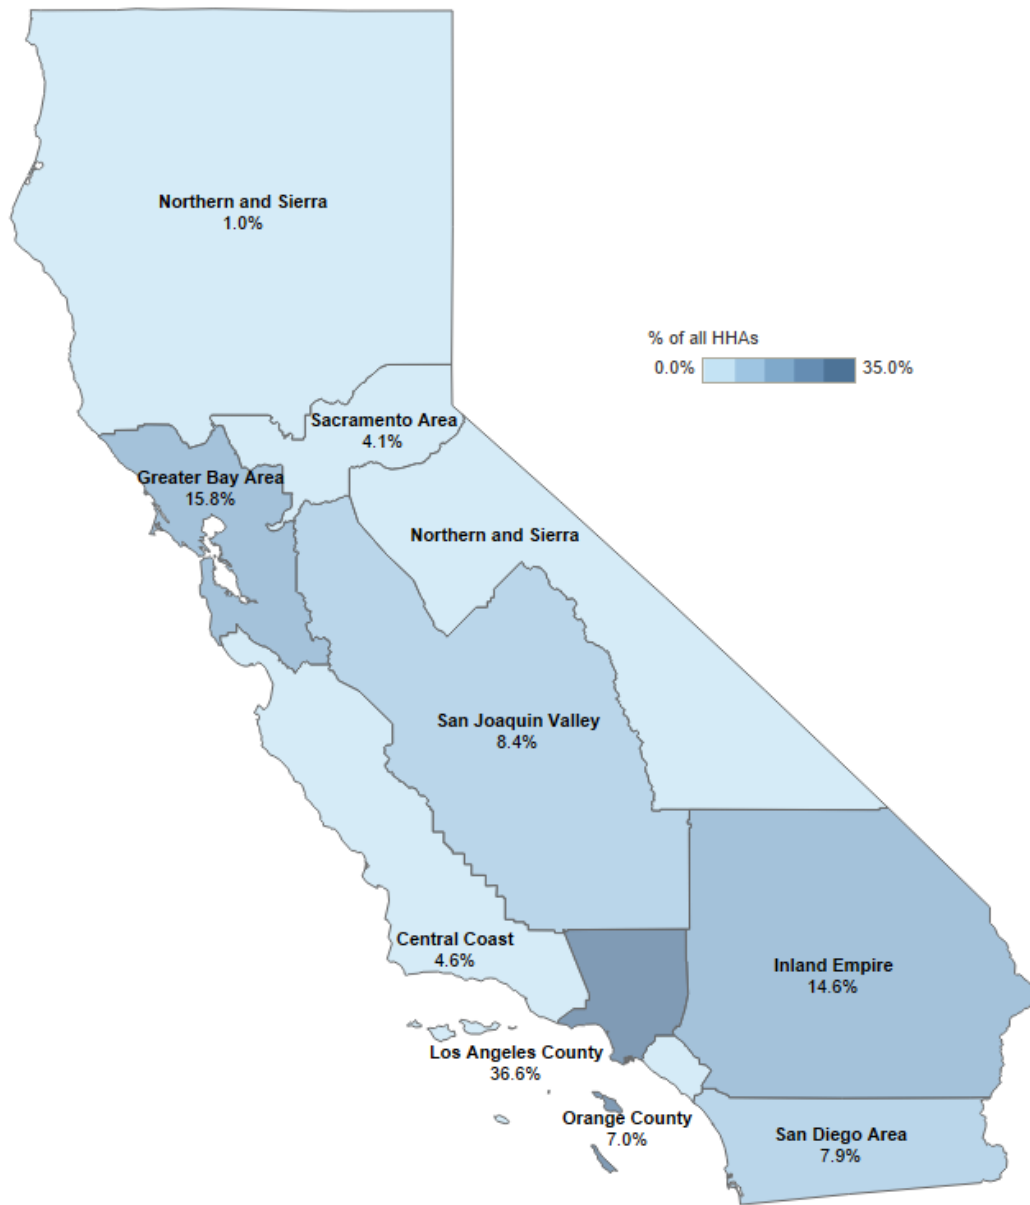 Northern and Sierra
1.0%
% of all HHAs
0.0% 35.0%
Sacramento Area
4.1%
Greater Bay Area
15.8%
Northern and Sierra
San Joaquin Valley
8.4%
Central Coast
4.6%
Inland Empire
14.6%
Los Angeles County
36.6%
Orange County
7.0%
San Diego Area
7.9%